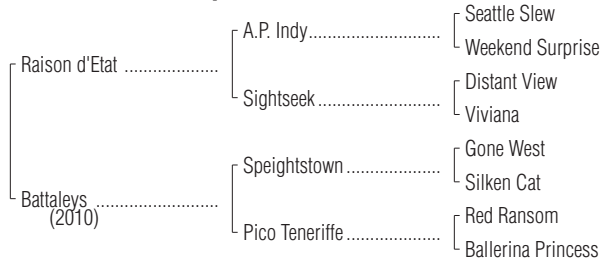 Seattle Slew
A.P. Indy
Weekend Surprise
Raison d'Etat
Distant View
Sightseek
Viviana
Gone West
Speightstown
Silken Cat
Battaleys
(2010)
Red Ransom
Pico Teneriffe
Ballerina Princess